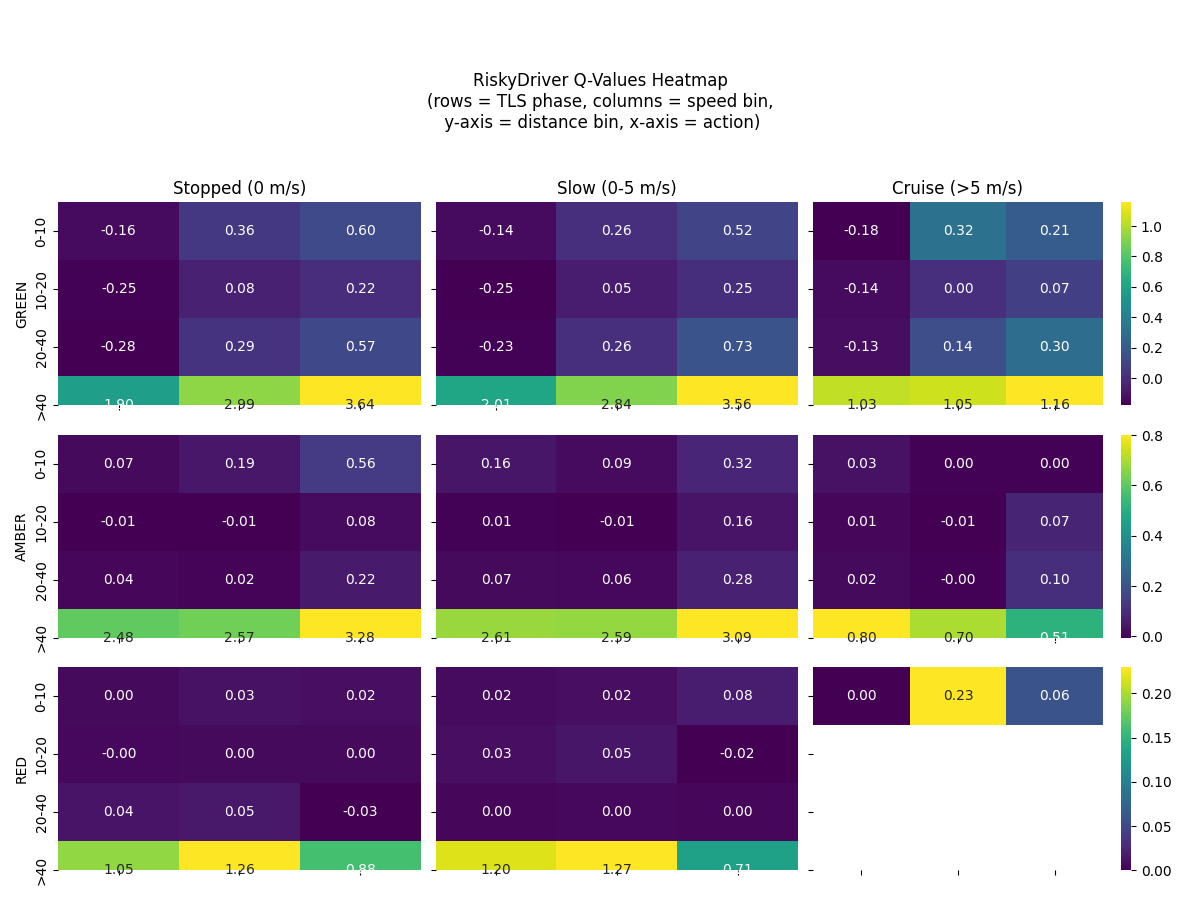 RiskyDriver Q-Values Heatmap
(rows = TLS phase, columns = speed bin,
y-axis = distance bin, x-axis = action)
Stopped (0 m/s) Slow (0-5 m/s) Cruise (>5 m/s)
GREEN
0-10 -0.16 0.36 0.60 -0.14 0.26 0.52 -0.18 0.32 0.21
10-20 -0.25 0.08 0.22 -0.25 0.05 0.25 -0.14 0.00 0.07
20-40 -0.28 0.29 0.57 -0.23 0.26 0.73 -0.13 0.14 0.30
>40 1.90 2.99 3.64 2.01 2.84 3.56 1.03 1.05 1.16
1.0
0.8
0.6
0.4
0.2
0.0
AMBER
0-10 0.07 0.19 0.56 0.16 0.09 0.32 0.03 0.00 0.00
10-20 -0.01 -0.01 0.08 0.01 -0.01 0.16 0.01 -0.01 0.07
20-40 0.04 0.02 0.22 0.07 0.06 0.28 0.02 -0.00 0.10
>40 2.48 2.57 3.28 2.61 2.59 3.09 0.80 0.70 0.51
0.8
0.6
0.4
0.2
0.0
RED
0-10 0.00 0.03 0.02 0.02 0.02 0.08 0.00 0.23 0.06
10-20 -0.00 0.00 0.00 0.03 0.05 -0.02
20-40 0.04 0.05 -0.03 0.00 0.00 0.00
>40 1.05 1.26 0.88 1.20 1.27 0.71
0.20
0.15
0.10
0.05
0.00